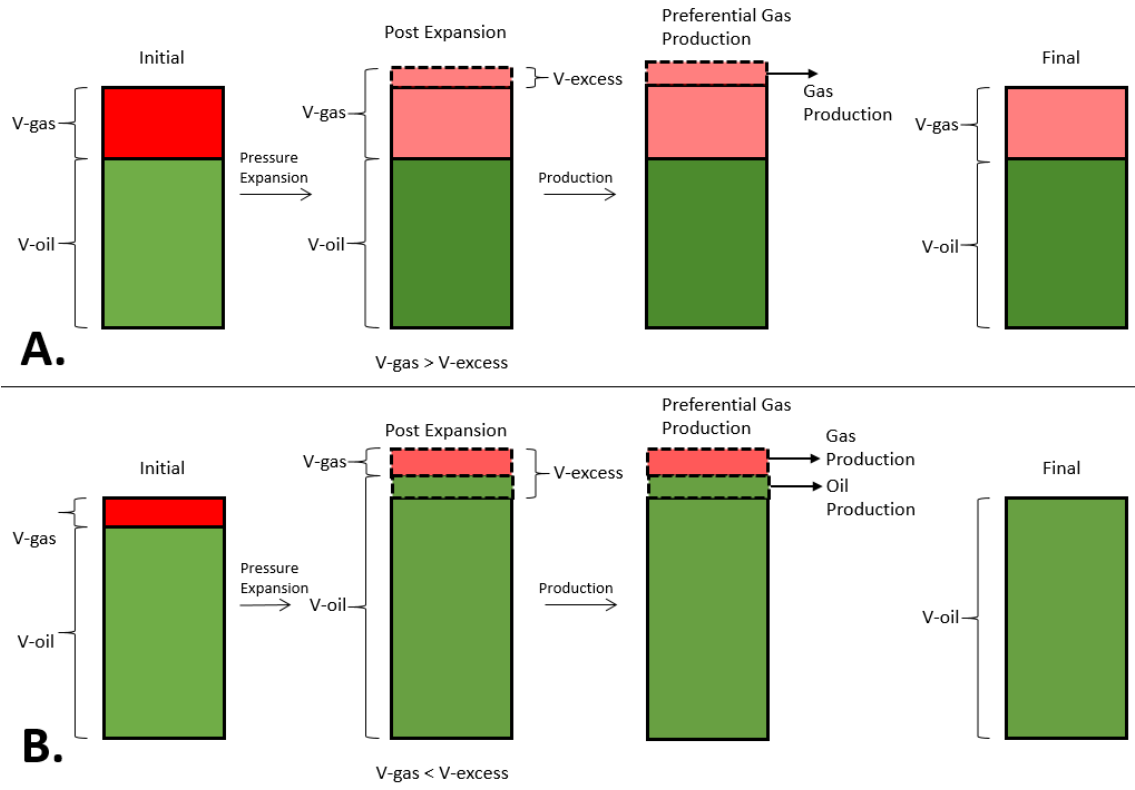 Initial
V-gas
V-oil
Pressure
Expansion
Post Expansion
V-gas
V-oil
V-excess
V-gas > V-excess
Production
Preferential Gas
Production
Gas
Production
Final
V-gas
V-oil
A.
Initial
V-gas
V-oil
Pressure
Expansion
Post Expansion
V-gas
V-oil
V-excess
V-gas < V-excess
Production
Preferential Gas
Production
Gas
Production
Oil
Production
Final
V-oil
B.